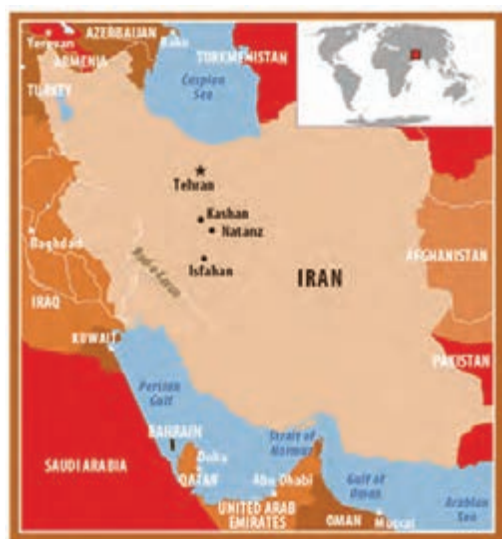 AZERBAIJAN
Yerevan
Baku
TURKMENISTAN
ARMENIA
TURKEY
Caspian
Sea
Tehran
Kashan
Natanz
Isfahan
Baghdad
AFGHANISTAN
IRAN
IRAQ
KUWAIT
PAKISTAN
Persian
Gulf
BAHRAIN
Strait of
Doha
SAUDI ARABIA
QATAR
Abu Dhabi
Gulf of
Oman
UNITED ARAB
EMIRATES
OMAN
Muscat
Arabian
Sea